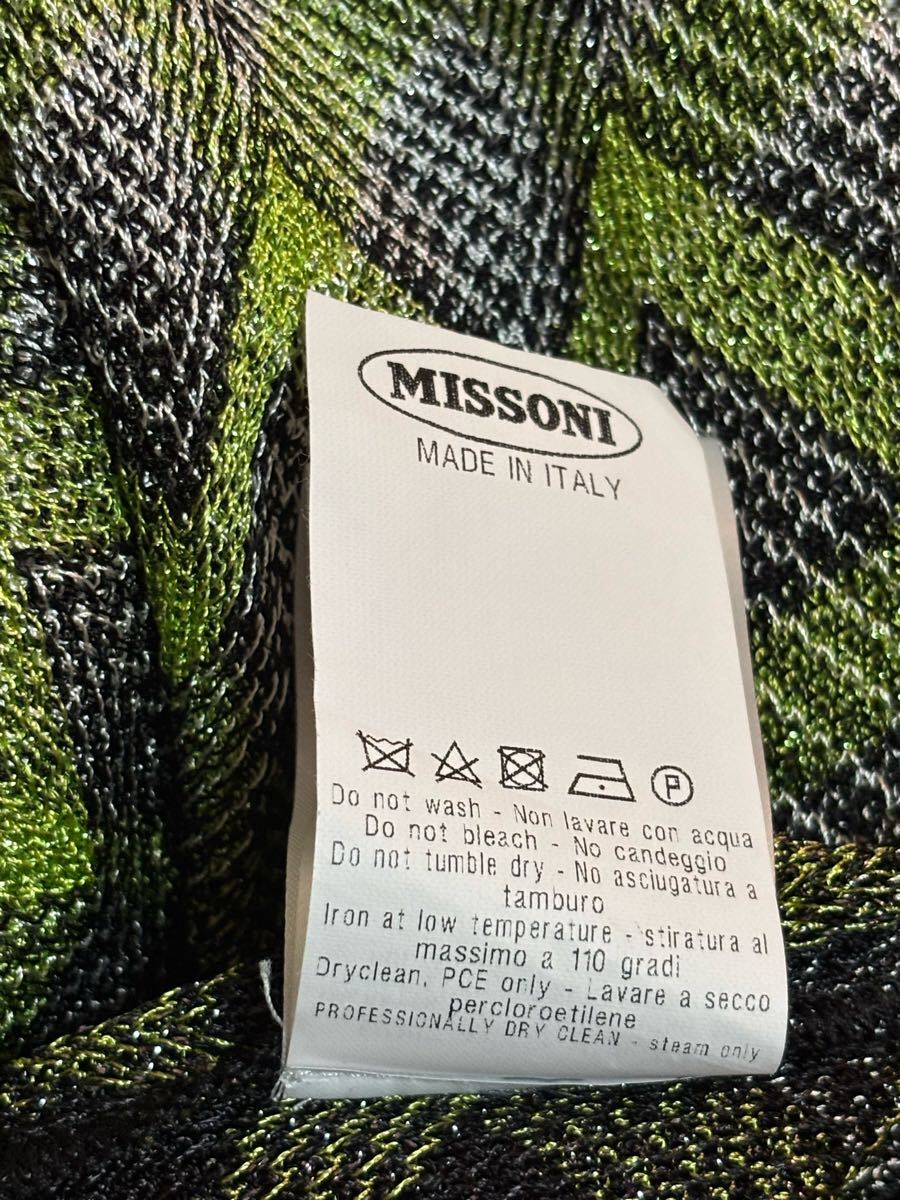 MISSONI
MADE IN ITALY
P
Do not wash - Non lavare con acqua
Do not bleach - No candeggio
Do not tumble dry - No asciugatura a
tamburo
Iron at low temperature - stiratura al
massimo a 110 gradi
Dryclean, PCE only - Lavare a secco
percloroetilene
PROFESSIONALLY DRY CLEAN - steam only